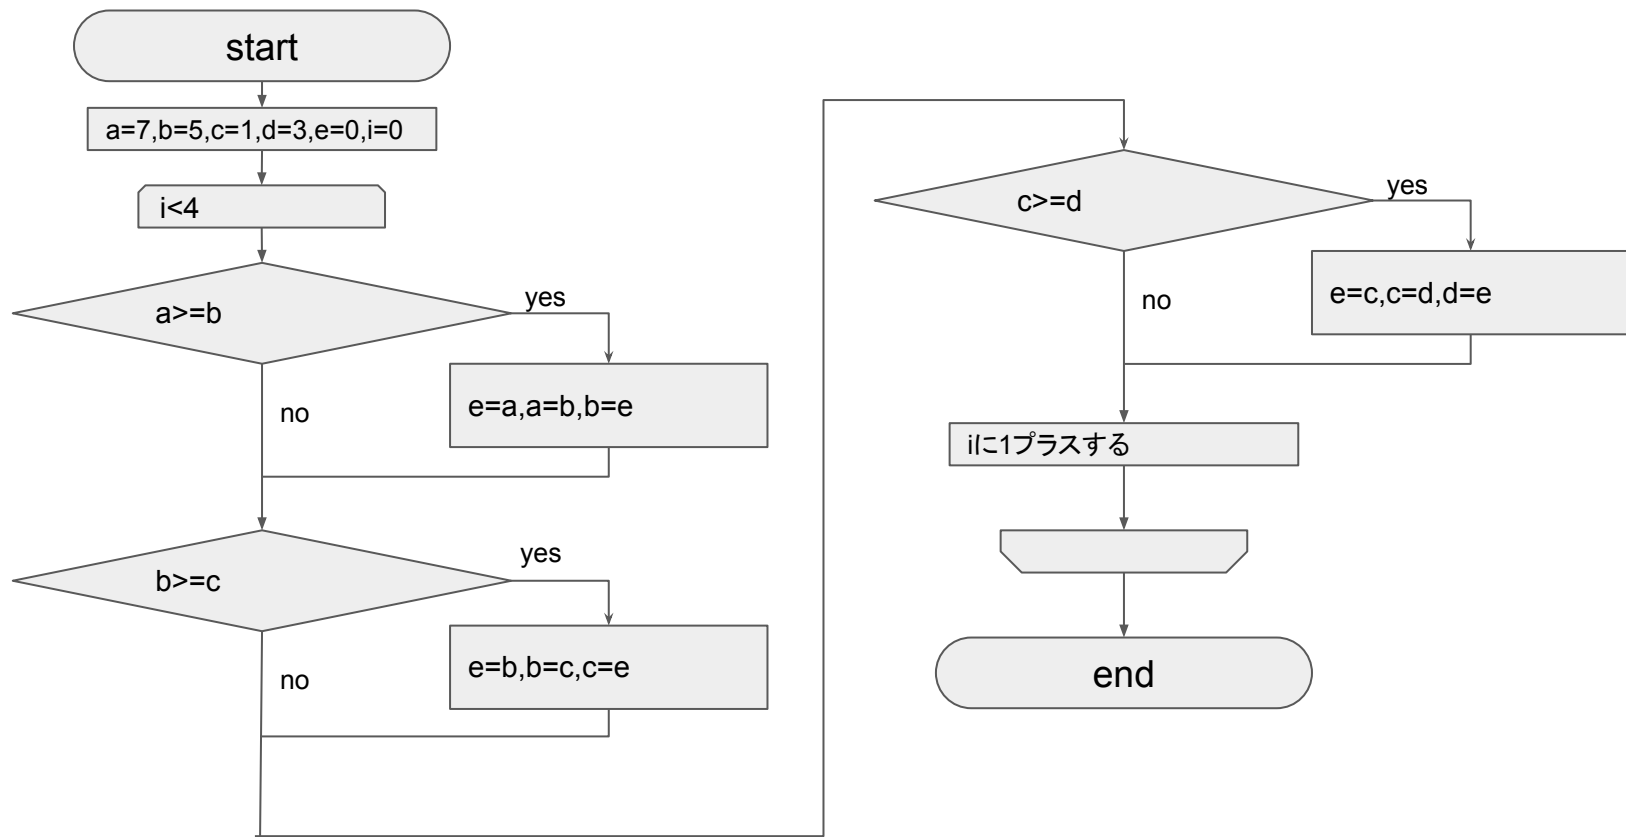 start
a=7,b=5,c=1,d=3,e=0,i=0
i<4
a>=b
yes
e=a,a=b,b=e
no
b>=c
yes
e=b,b=c,c=e
no
c>=d
yes
e=c,c=d,d=e
no
iに1プラスする
end